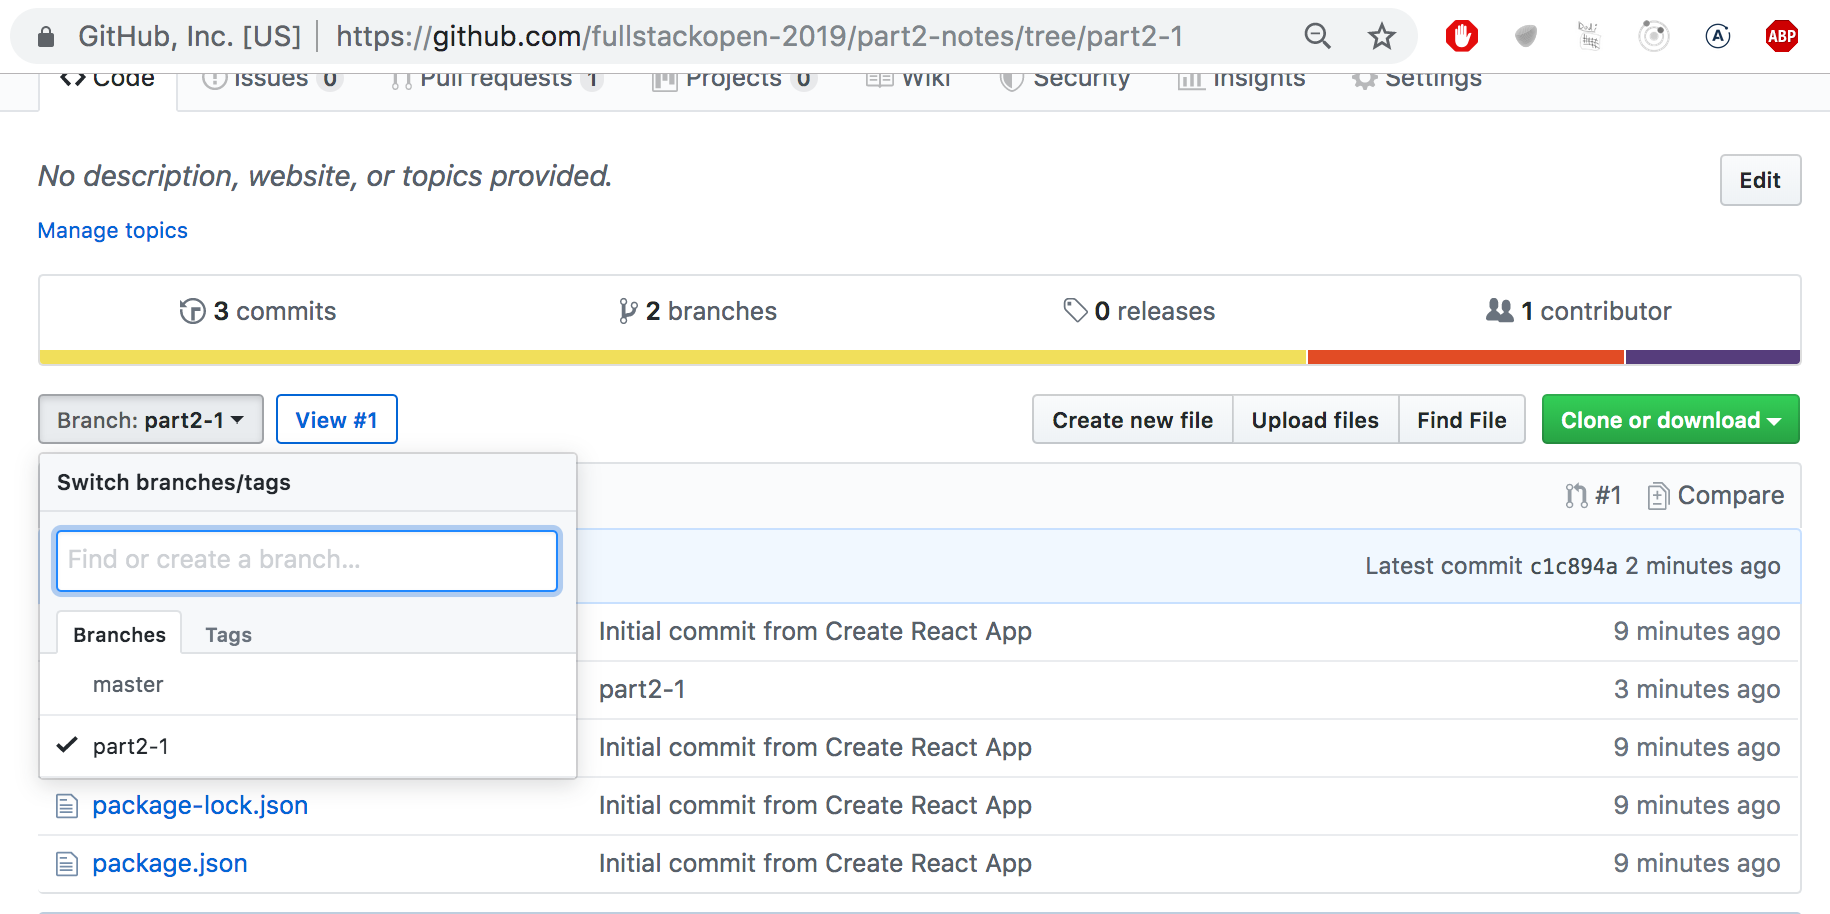 GitHub, Inc. [US] https://github.com/fullstackopen-2019/part2-notes/tree/part2-1 ABP
Code Issues 0 Pull requests 1 Projects 0 Wiki Security Insights Settings
No description, website, or topics provided. Edit
Manage topics
3 commits 2 branches 0 releases 1 contributor
Branch: part2-1 View #1 Create new file Upload files Find File Clone or download
Switch branches/tags
#1 Compare
Find or create a branch...
Latest commit c1c894a 2 minutes ago
Branches Tags
Initial commit from Create React App 9 minutes ago
master
part2-1 3 minutes ago
part2-1
Initial commit from Create React App 9 minutes ago
package-lock.json Initial commit from Create React App 9 minutes ago
package.json Initial commit from Create React App 9 minutes ago